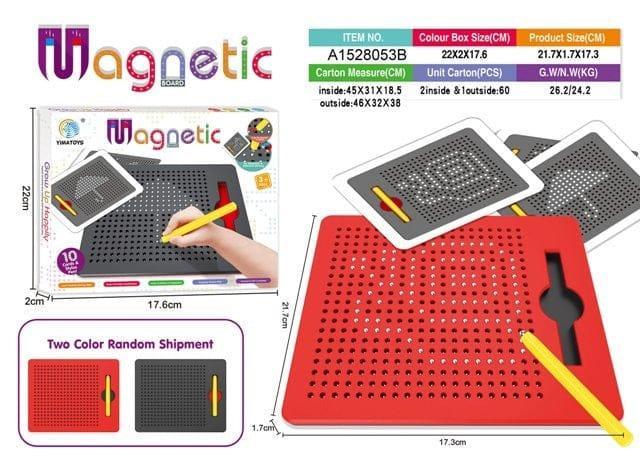 Magnetic
BOARD
ITEM NO. Colour Box Size(CM) Product Size(CM)
A1528053B 22X2X17.6 21.7X1.7X17.3
Carton Measure(CM) Unit Carton(PCS) G.W/N.W(KG)
inside:45X31X18.5 2inside &1outside:60 26.2/24.2
outside:46X32X38
YIMATOYS
Magnetic
Grow Up Happily
3+
10
Cards &
Stylus
Pen
22cm
2cm
17.6cm
Two Color Random Shipment
21.7cm
1.7cm
17.3cm